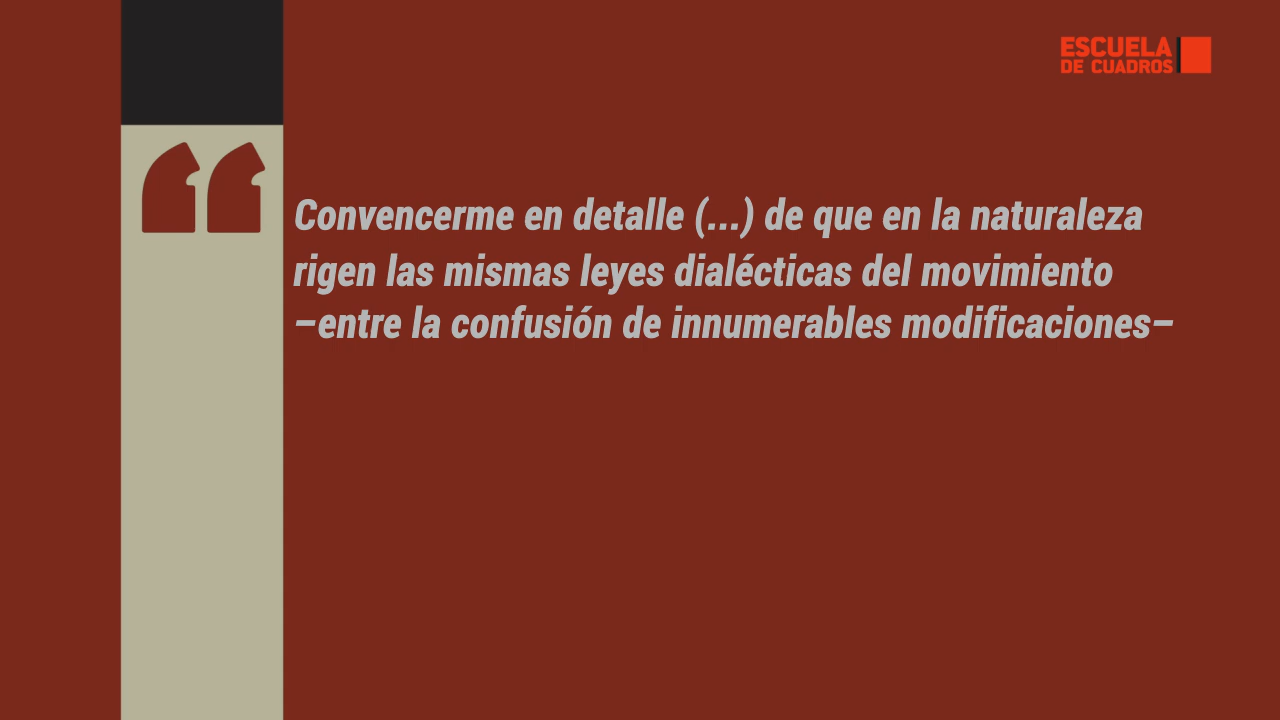 ESCUELA
DE CUADROS
Convencerme en detalle (...) de que en la naturaleza
rigen las mismas leyes dialécticas del movimiento
–entre la confusión de innumerables modificaciones–